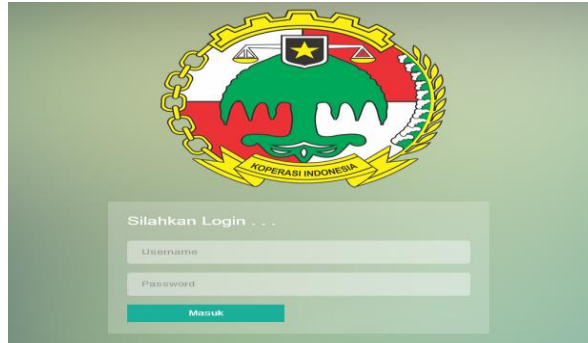 KOPERASI INDONESIA
Silahkan Login . . .
Username
Password
Masuk